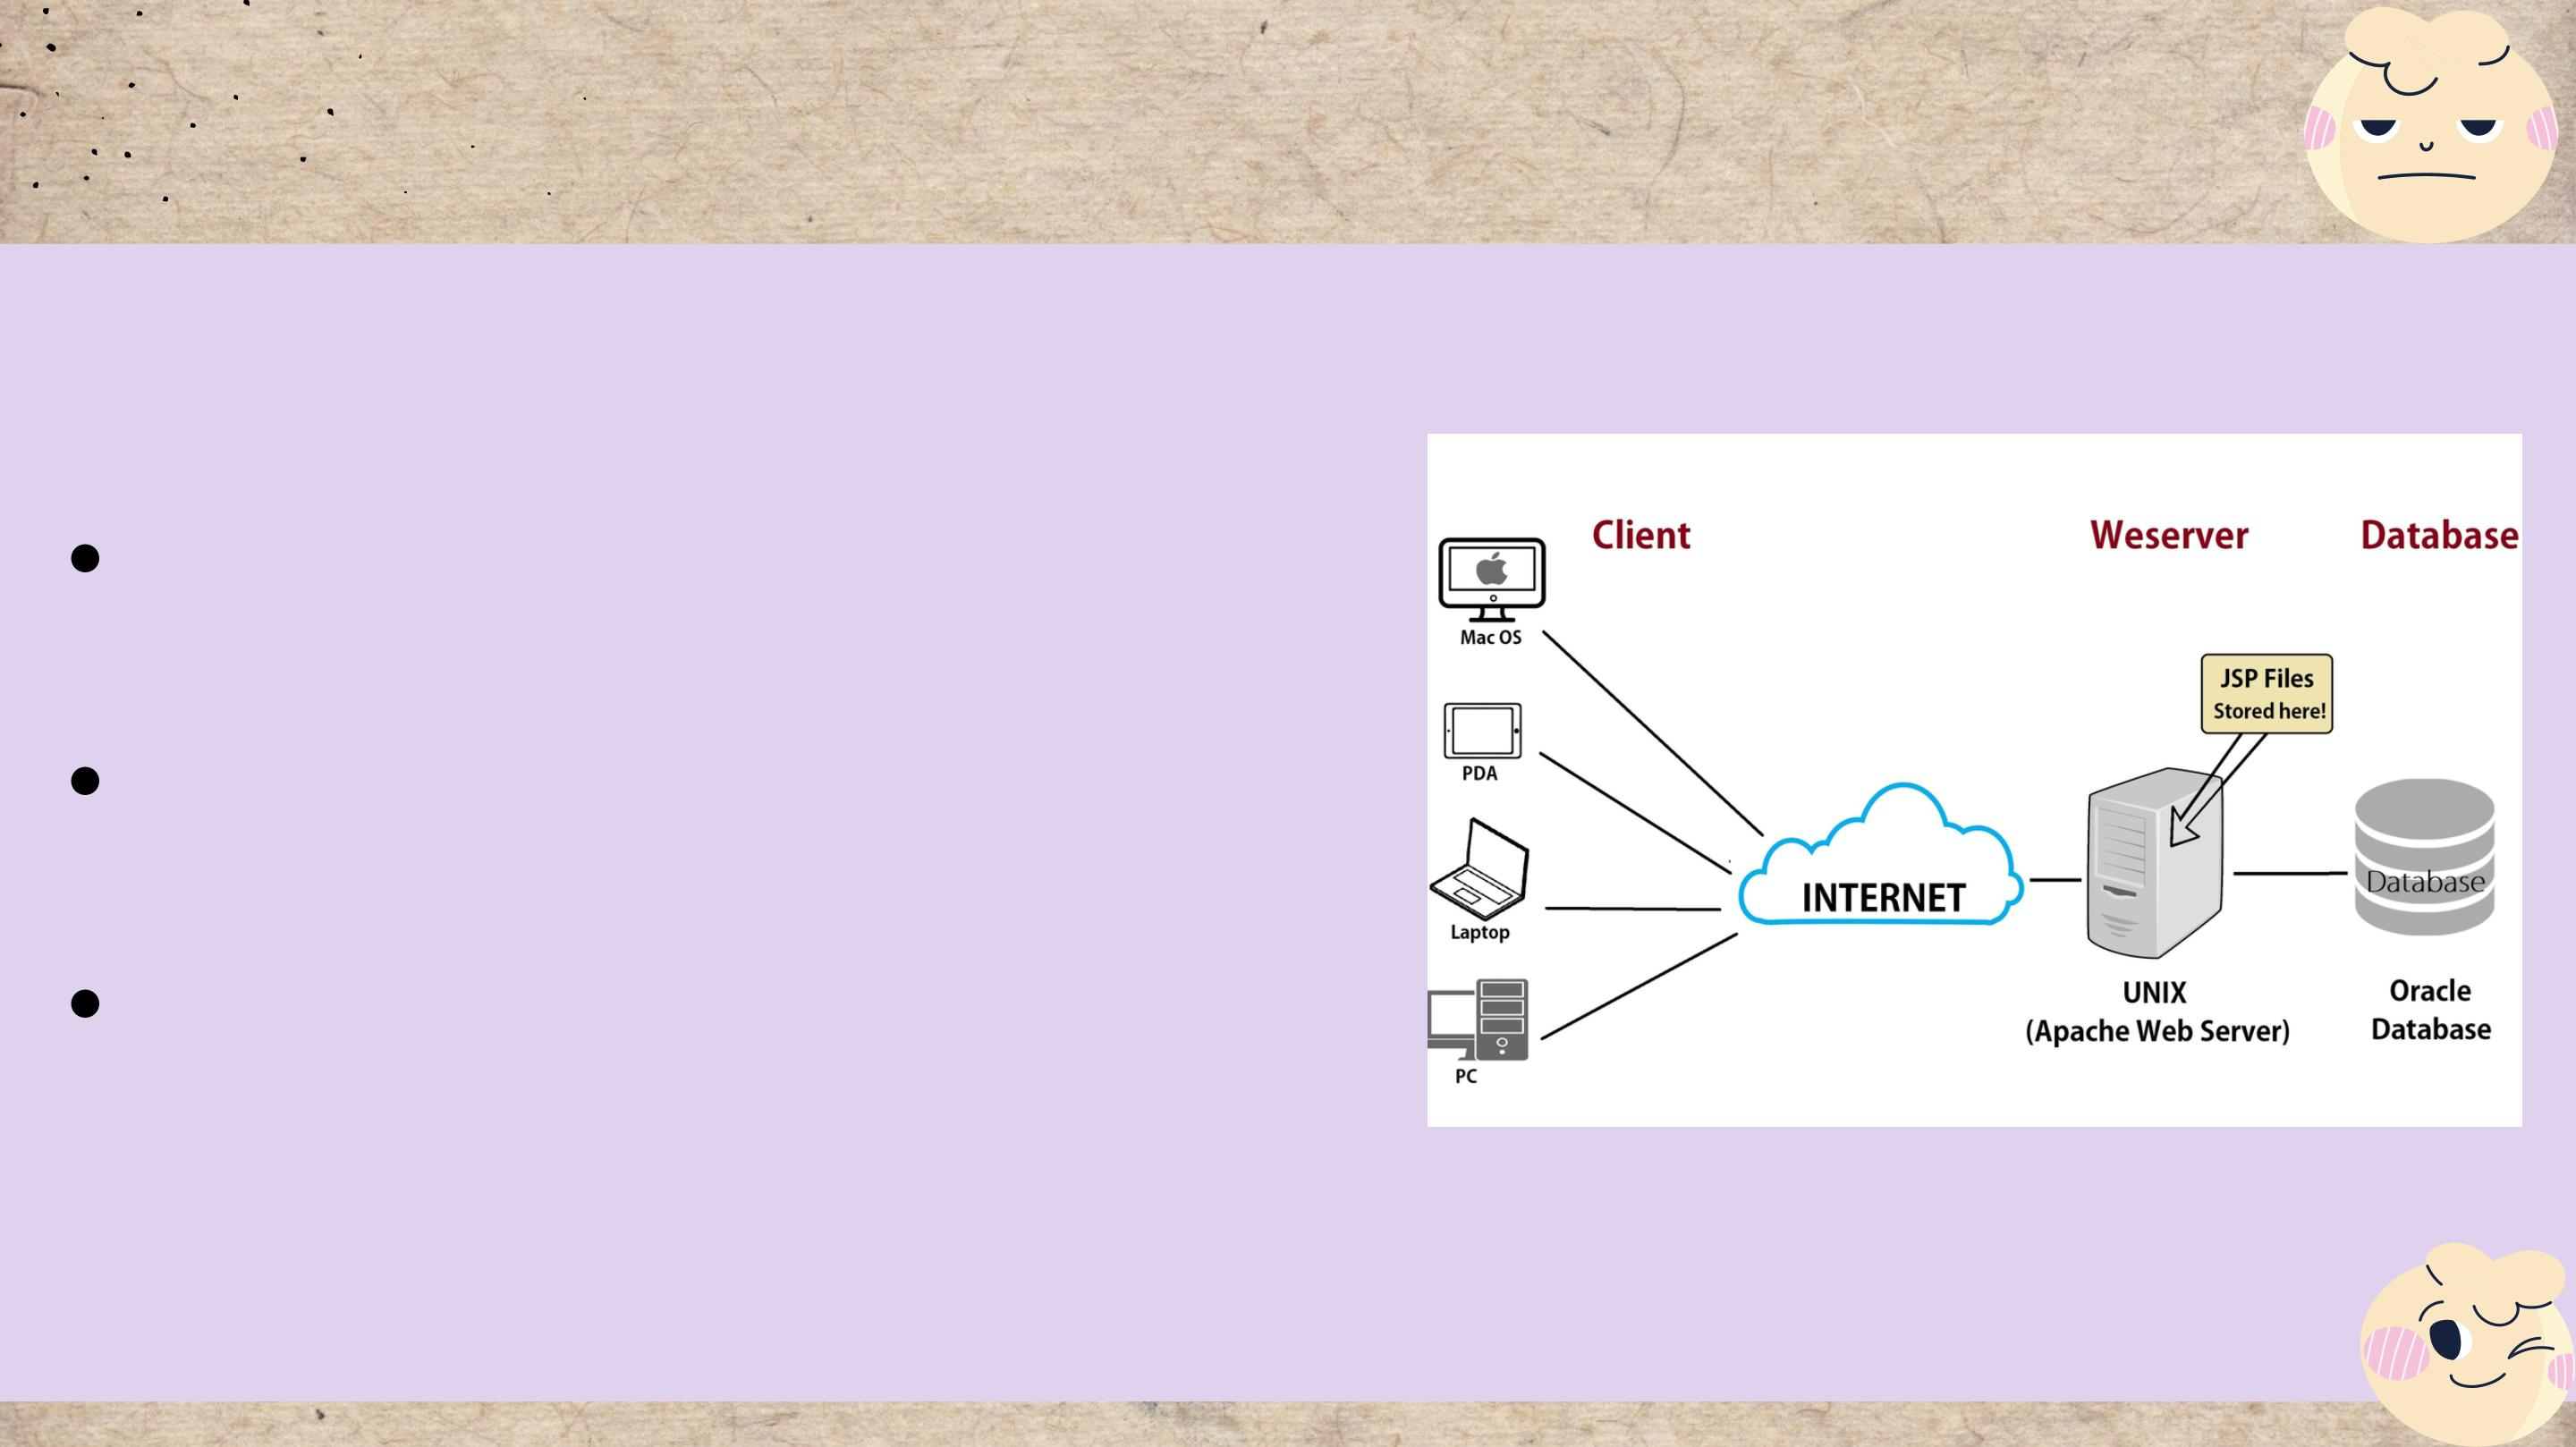 Client
Weserver
Database
Mac OS
JSP Files
Stored here!
PDA
INTERNET
Database
Laptop
UNIX
(Apache Web Server)
Oracle
Database
PC